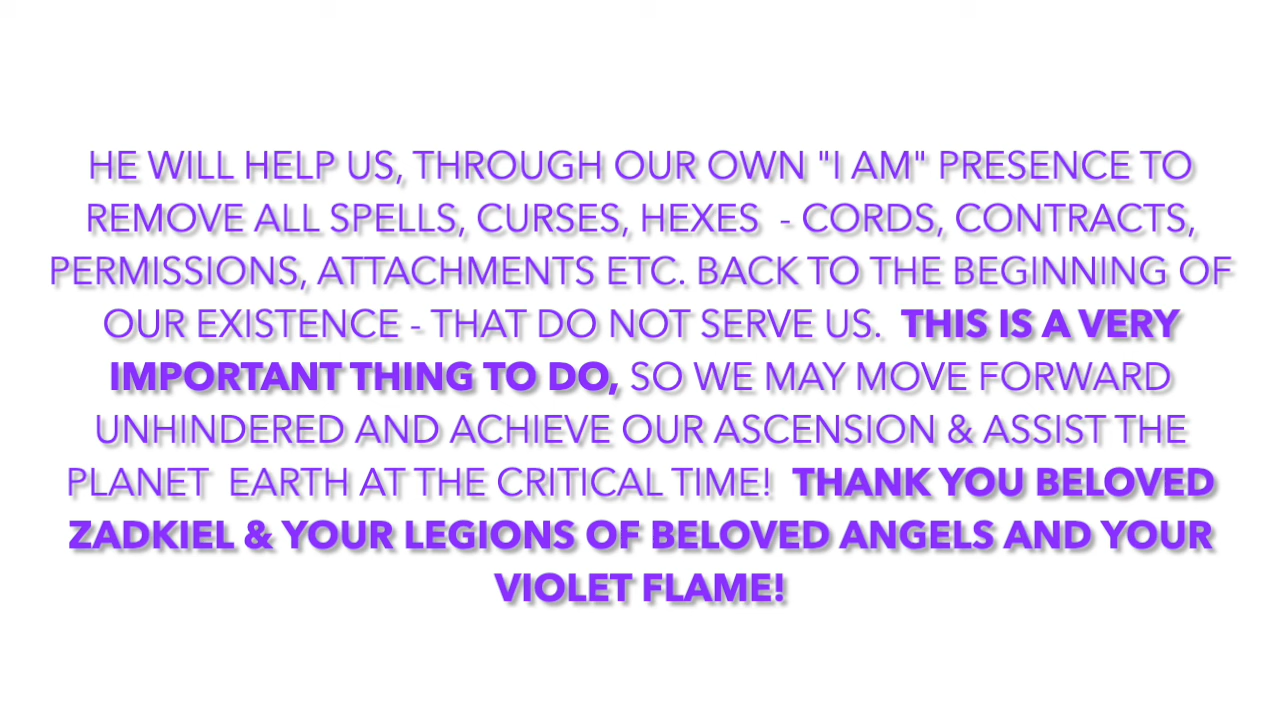 HE WILL HELP US, THROUGH OUR OWN "I AM" PRESENCE TO
REMOVE ALL SPELLS, CURSES, HEXES  - CORDS, CONTRACTS,
PERMISSIONS, ATTACHMENTS ETC. BACK TO THE BEGINNING OF
OUR EXISTENCE - THAT DO NOT SERVE US.  THIS IS A VERY
IMPORTANT THING TO DO, SO WE MAY MOVE FORWARD
UNHINDERED AND ACHIEVE OUR ASCENSION & ASSIST THE
PLANET  EARTH AT THE CRITICAL TIME!  THANK YOU BELOVED
ZADKIEL & YOUR LEGIONS OF BELOVED ANGELS AND YOUR
VIOLET FLAME!